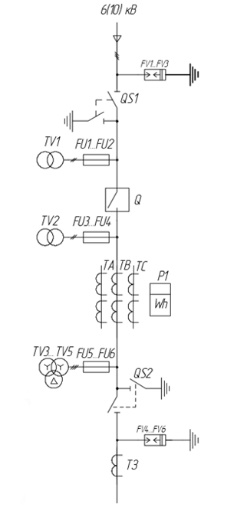 6(10) кВ
FV1..FV3
QS1
TV1
FU1..FU2
Q
TV2
FU3..FU4
TA
TB
TC
P1
Wh
TV3..TV5
FU5..FU6
QS2
FV4..FV6
T3